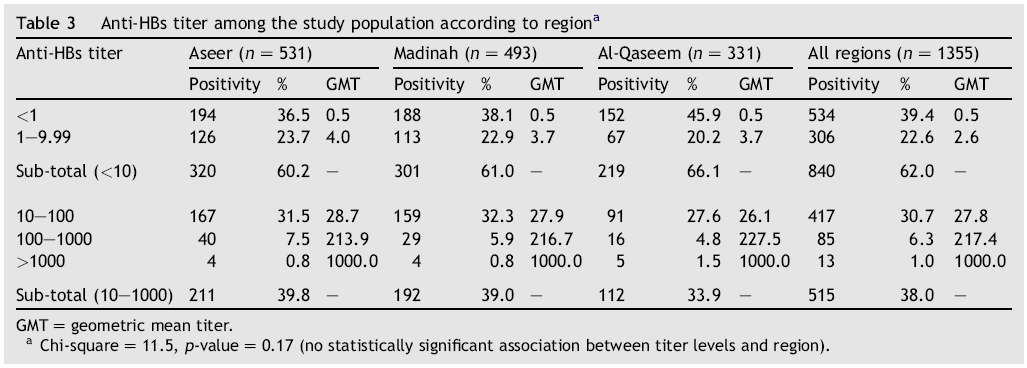 Table 3 Anti-HBs titer among the study population according to regionᵃ
Anti-HBs titer Aseer (n = 531) Madinah (n = 493) Al-Qaseem (n = 331) All regions (n = 1355)
Positivity % GMT Positivity % GMT Positivity % GMT Positivity % GMT
<1 194 36.5 0.5 188 38.1 0.5 152 45.9 0.5 534 39.4 0.5
1–9.99 126 23.7 4.0 113 22.9 3.7 67 20.2 3.7 306 22.6 2.6
Sub-total (<10) 320 60.2 – 301 61.0 – 219 66.1 – 840 62.0 –
10–100 167 31.5 28.7 159 32.3 27.9 91 27.6 26.1 417 30.7 27.8
100–1000 40 7.5 213.9 29 5.9 216.7 16 4.8 227.5 85 6.3 217.4
>1000 4 0.8 1000.0 4 0.8 1000.0 5 1.5 1000.0 13 1.0 1000.0
Sub-total (10–1000) 211 39.8 – 192 39.0 – 112 33.9 – 515 38.0 –
GMT = geometric mean titer.
ᵃ Chi-square = 11.5, p-value = 0.17 (no statistically significant association between titer levels and region).